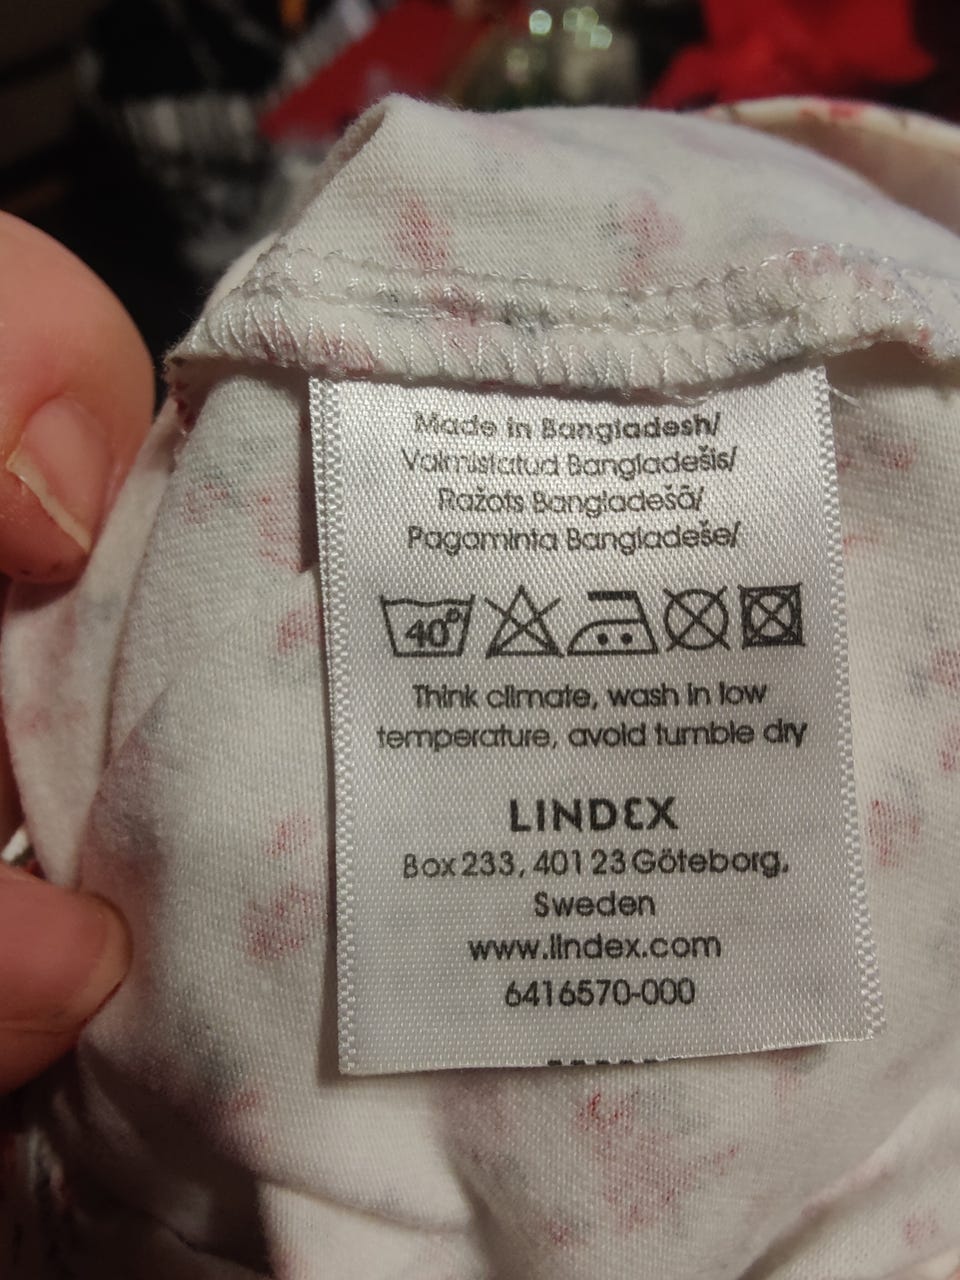 Made in Bangladesh/
Valmistatud Bangladešis/
Ražots Bangladešā/
Pagaminta Bangladeše/
40°
Think climate, wash in low
temperature, avoid tumble dry
LINDEX
Box 233, 401 23 Göteborg,
Sweden
www.lindex.com
6416570-000